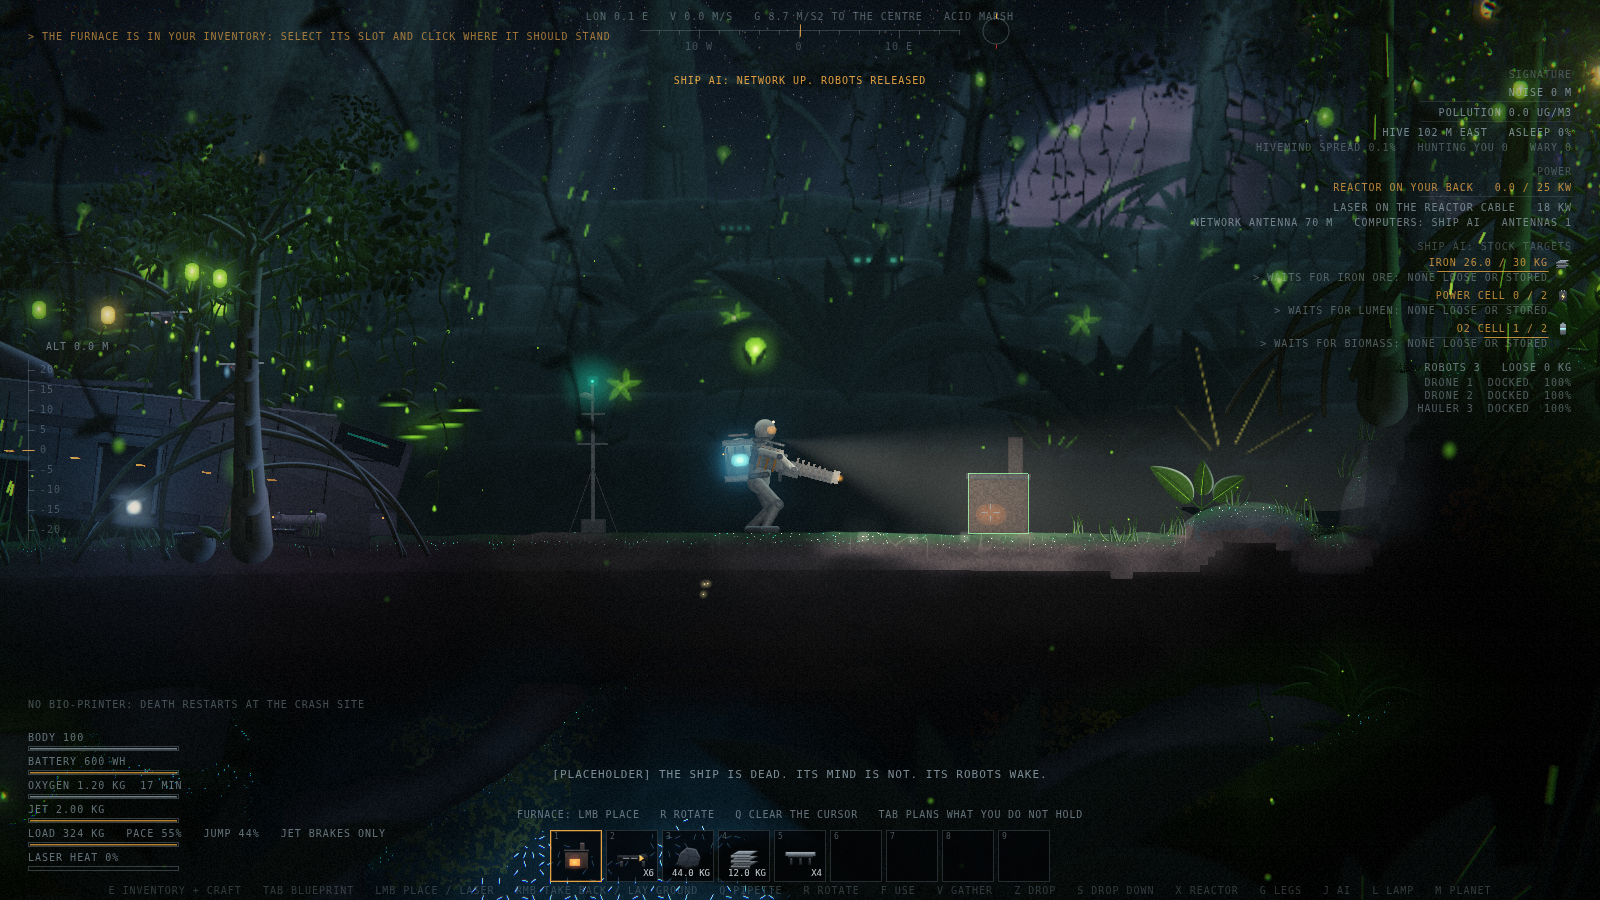 LON 0.1 E   V 0.0 M/S   G 8.7 M/S2 TO THE CENTRE   ACID MARSH
> THE FURNACE IS IN YOUR INVENTORY: SELECT ITS SLOT AND CLICK WHERE IT SHOULD STAND
10 W   0   10 E
SHIP AI: NETWORK UP. ROBOTS RELEASED
SIGNATURE
NOISE 0 M
POLLUTION 0.0 UG/M3
HIVE 102 M EAST   ASLEEP 0%
HIVEMIND SPREAD 0.1%   HUNTING YOU 0   WARY 0
POWER
REACTOR ON YOUR BACK   0.0 / 25 KW
LASER ON THE REACTOR CABLE   18 KW
NETWORK ANTENNA 70 M   COMPUTERS: SHIP AI   ANTENNAS 1
SHIP AI: STOCK TARGETS
IRON 26.0 / 30 KG
> WAITS FOR IRON ORE: NONE LOOSE OR STORED
POWER CELL 0 / 2
> WAITS FOR LUMEN: NONE LOOSE OR STORED
O2 CELL 1 / 2
> WAITS FOR BIOMASS: NONE LOOSE OR STORED
ROBOTS 3   LOOSE 0 KG
DRONE 1  DOCKED  100%
DRONE 2  DOCKED  100%
HAULER 3  DOCKED  100%
ALT 0.0 M
20
15
10
5
0
-5
-10
-15
-20
NO BIO-PRINTER: DEATH RESTARTS AT THE CRASH SITE
BODY 100
BATTERY 600 WH
OXYGEN 1.20 KG  17 MIN
JET 2.00 KG
LOAD 324 KG   PACE 55%   JUMP 44%   JET BRAKES ONLY
LASER HEAT 0%
[PLACEHOLDER] THE SHIP IS DEAD. ITS MIND IS NOT. ITS ROBOTS WAKE.
FURNACE: LMB PLACE   R ROTATE   Q CLEAR THE CURSOR   TAB PLANS WHAT YOU DO NOT HOLD
1 2 3 4 5 6 7 8 9
X6   44.0 KG   12.0 KG   X4
E INVENTORY + CRAFT   TAB BLUEPRINT   LMB PLACE / LASER   RMB TAKE BACK   LAY GROUND   Q PIPETTE   R ROTATE   F USE   V GATHER   Z DROP   S DROP DOWN   X REACTOR   G LEGS   J AI   L LAMP   M PLANET